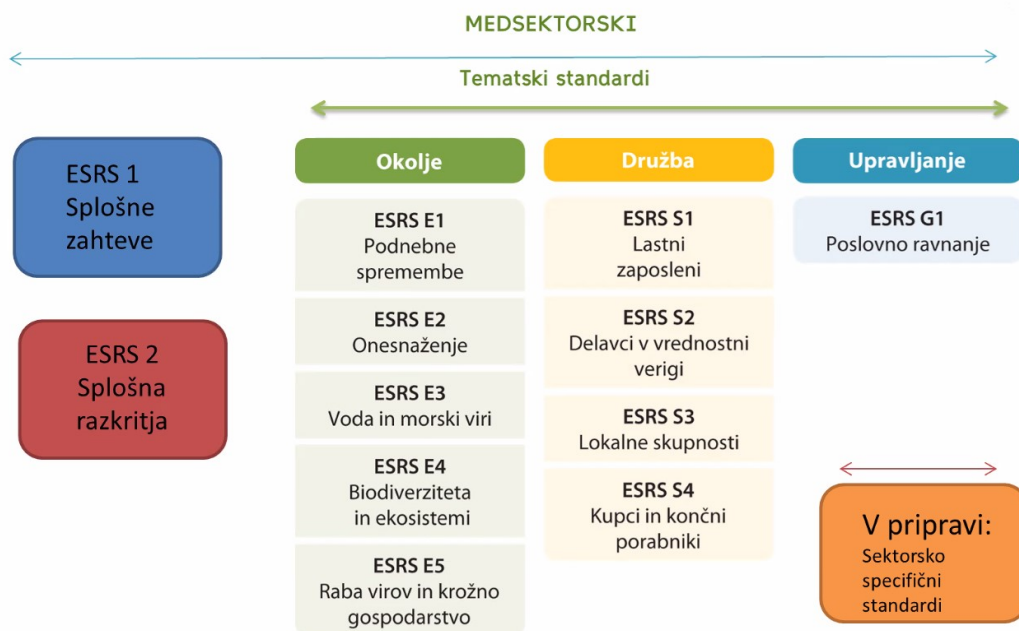 MEDSEKTORSKI
Tematski standardi
ESRS 1
Splošne
zahteve
ESRS 2
Splošna
razkritja
Okolje
ESRS E1
Podnebne
spremembe
ESRS E2
Onesnaženje
ESRS E3
Voda in morski viri
ESRS E4
Biodiverziteta
in ekosistemi
ESRS E5
Raba virov in krožno
gospodarstvo
Družba
ESRS S1
Lastni
zaposleni
ESRS S2
Delavci v vrednostni
verigi
ESRS S3
Lokalne skupnosti
ESRS S4
Kupci in končni
porabniki
Upravljanje
ESRS G1
Poslovno ravnanje
V pripravi:
Sektorsko
specifični
standardi